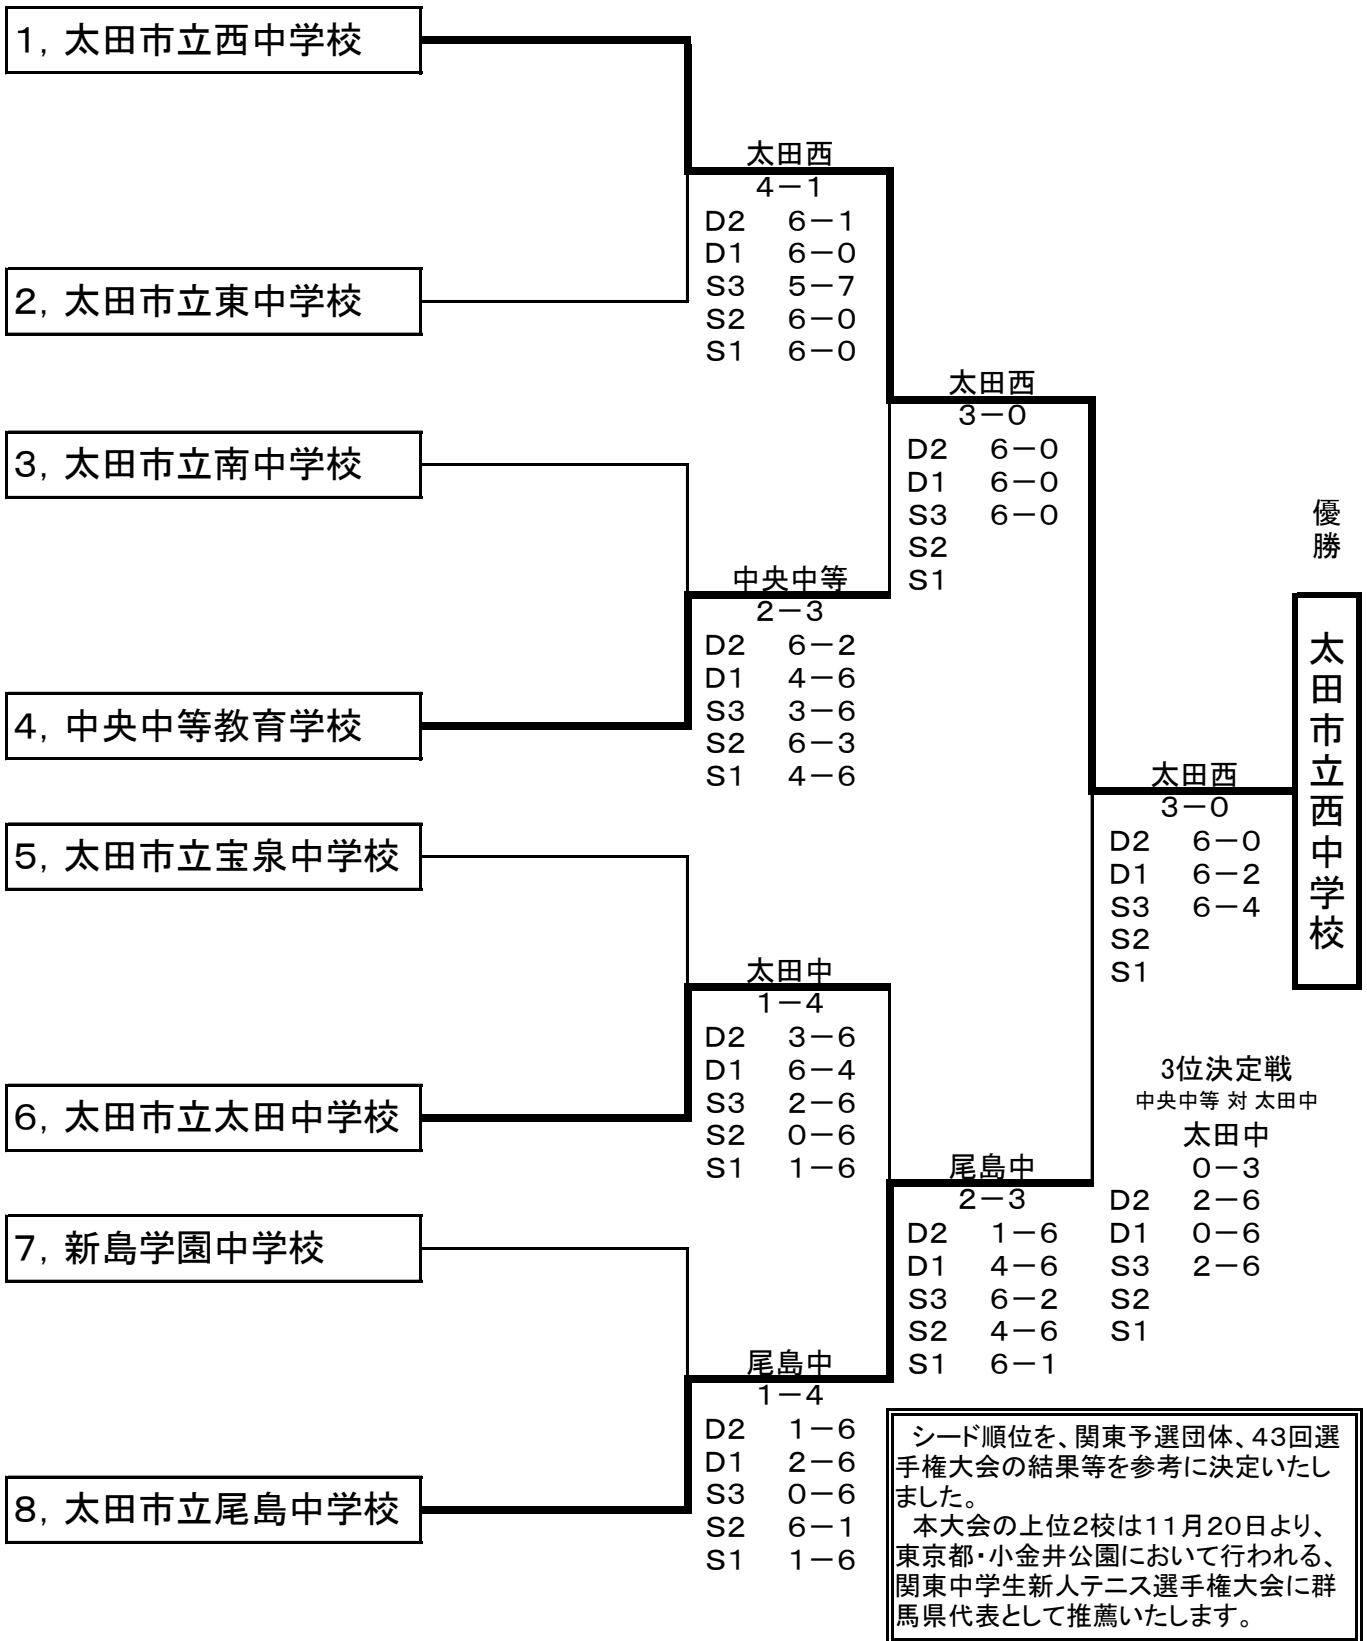 1, 太田市立西中学校
2, 太田市立東中学校
3, 太田市立南中学校
4, 中央中等教育学校
5, 太田市立宝泉中学校
6, 太田市立太田中学校
7, 新島学園中学校
8, 太田市立尾島中学校
太田西
4－1
D2 6－1
D1 6－0
S3 5－7
S2 6－0
S1 6－0
中央中等
2－3
D2 6－2
D1 4－6
S3 3－6
S2 6－3
S1 4－6
太田中
1－4
D2 3－6
D1 6－4
S3 2－6
S2 0－6
S1 1－6
尾島中
1－4
D2 1－6
D1 2－6
S3 0－6
S2 6－1
S1 1－6
太田西
3－0
D2 6－0
D1 6－0
S3 6－0
S2
S1
尾島中
2－3
D2 1－6
D1 4－6
S3 6－2
S2 4－6
S1 6－1
太田西
3－0
D2 6－0
D1 6－2
S3 6－4
S2
S1
優勝
太田市立西中学校
3位決定戦
中央中等 対 太田中
太田中
0－3
D2 2－6
D1 0－6
S3 2－6
S2
S1
シード順位を、関東予選団体、43回選
手権大会の結果等を参考に決定いたし
ました。
本大会の上位2校は11月20日より、
東京都・小金井公園において行われる、
関東中学生新人テニス選手権大会に群
馬県代表として推薦いたします。